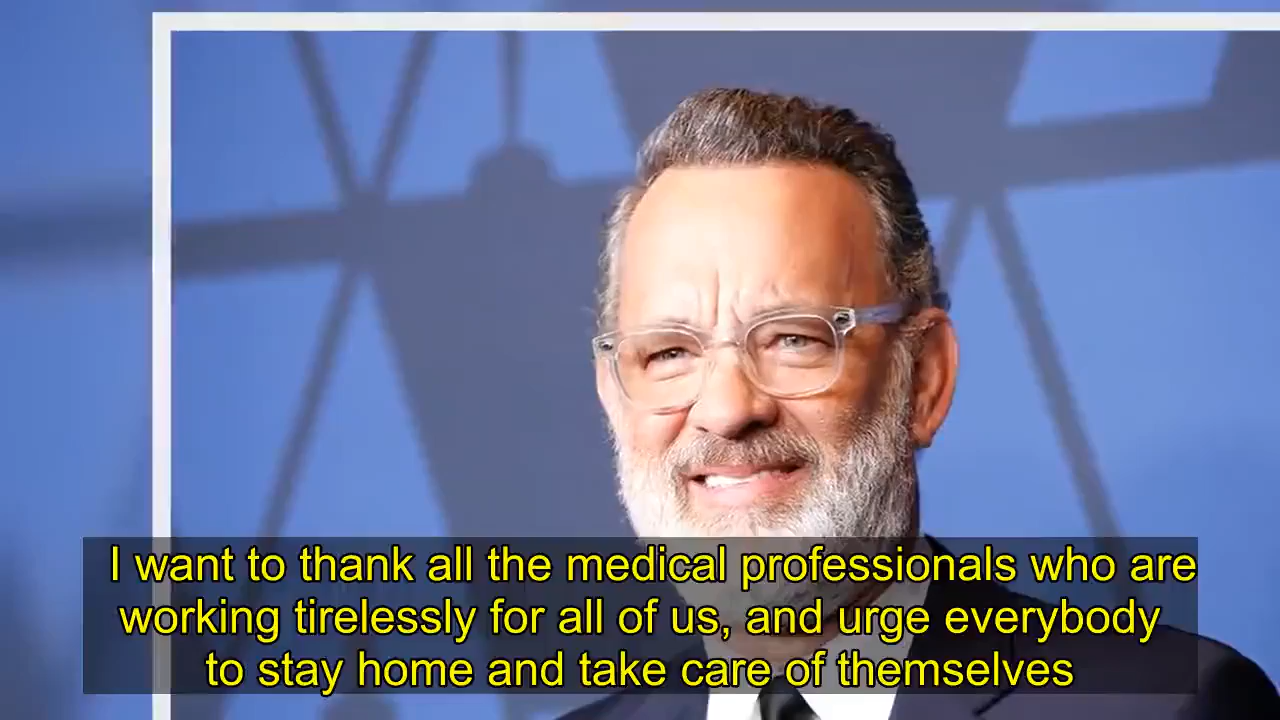 I want to thank all the medical professionals who are
working tirelessly for all of us, and urge everybody
to stay home and take care of themselves